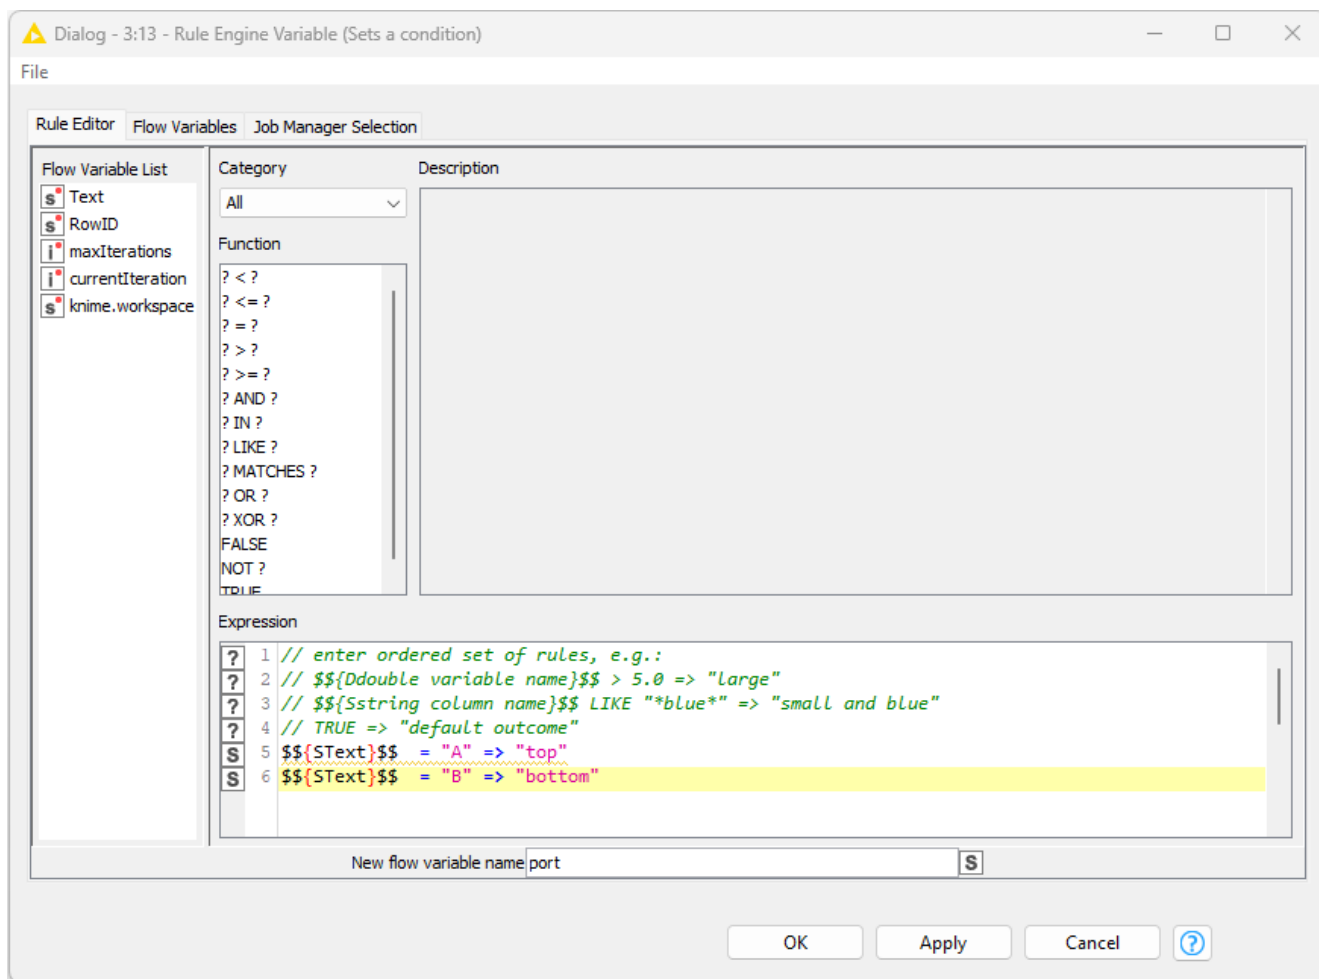 Dialog - 3:13 - Rule Engine Variable (Sets a condition)
File
Rule Editor
Flow Variables
Job Manager Selection
Flow Variable List
s Text
s RowID
i maxIterations
i currentIteration
s knime.workspace
Category
All
Function
? < ?
? <= ?
? = ?
? > ?
? >= ?
? AND ?
? IN ?
? LIKE ?
? MATCHES ?
? OR ?
? XOR ?
FALSE
NOT ?
TRUE
Description
Expression
? 1 // enter ordered set of rules, e.g.:
? 2 // $${Ddouble variable name}$$ > 5.0 => "large"
? 3 // $${Sstring column name}$$ LIKE "*blue*" => "small and blue"
? 4 // TRUE => "default outcome"
S 5 $${SText}$$  = "A" => "top"
S 6 $${SText}$$  = "B" => "bottom"
New flow variable name port S
OK
Apply
Cancel
?